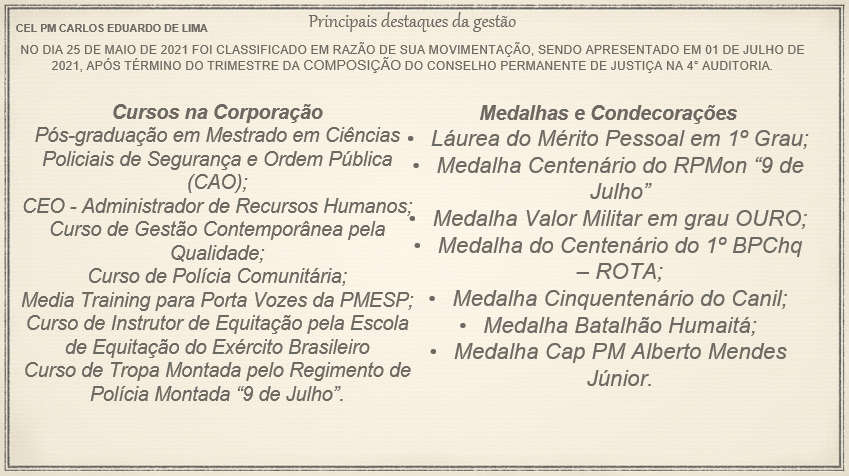 Principais destaques da gestão
CEL PM CARLOS EDUARDO DE LIMA
NO DIA 25 DE MAIO DE 2021 FOI CLASSIFICADO EM RAZÃO DE SUA MOVIMENTAÇÃO, SENDO APRESENTADO EM 01 DE JULHO DE
2021, APÓS TÉRMINO DO TRIMESTRE DA COMPOSIÇÃO DO CONSELHO PERMANENTE DE JUSTIÇA NA 4° AUDITORIA.
Cursos na Corporação
Pós-graduação em Mestrado em Ciências
Policiais de Segurança e Ordem Pública
(CAO);
CEO - Administrador de Recursos Humanos;
Curso de Gestão Contemporânea pela
Qualidade;
Curso de Polícia Comunitária;
Media Training para Porta Vozes da PMESP;
Curso de Instrutor de Equitação pela Escola
de Equitação do Exército Brasileiro
Curso de Tropa Montada pelo Regimento de
Polícia Montada “9 de Julho”.
Medalhas e Condecorações
• Láurea do Mérito Pessoal em 1º Grau;
• Medalha Centenário do RPMon “9 de
Julho”
• Medalha Valor Militar em grau OURO;
• Medalha do Centenário do 1º BPChq
– ROTA;
• Medalha Cinquentenário do Canil;
• Medalha Batalhão Humaitá;
• Medalha Cap PM Alberto Mendes
Júnior.